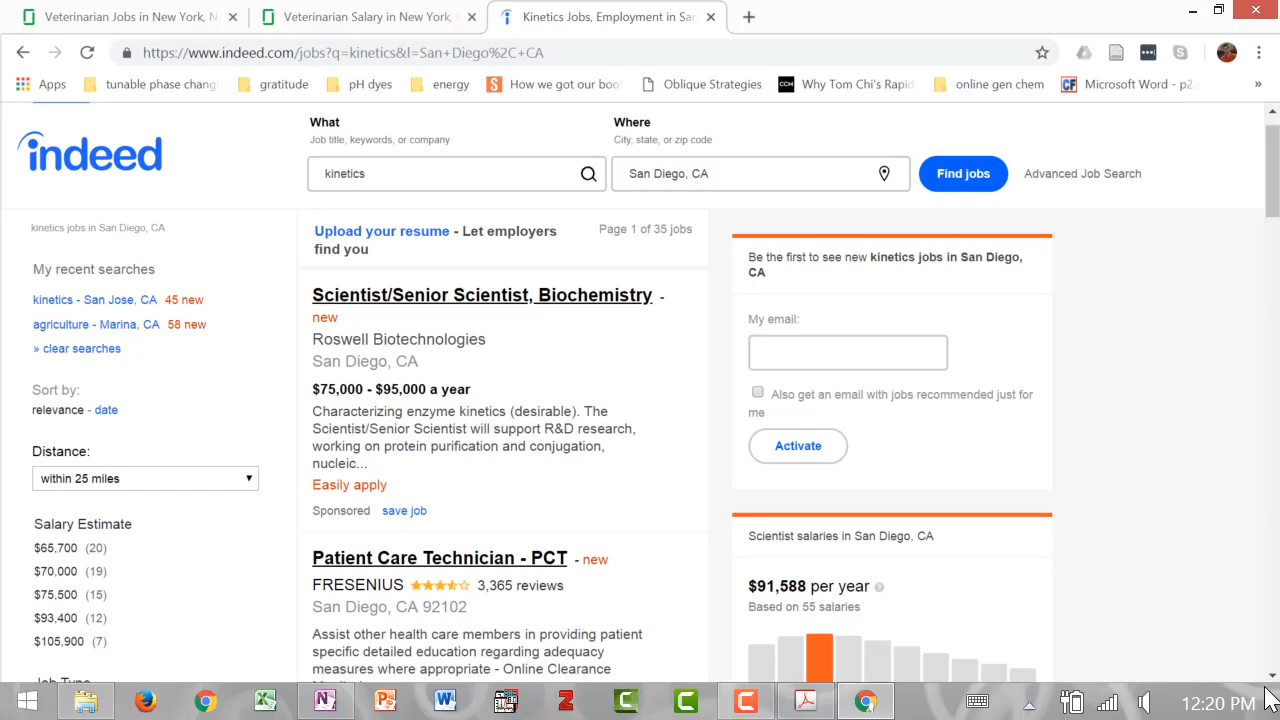 Veterinarian Jobs in New York, N
Veterinarian Salary in New York,
Kinetics Jobs, Employment in San
https://www.indeed.com/jobs?q=kinetics&l=San+Diego%2C+CA
Apps
tunable phase chang
gratitude
pH dyes
energy
How we got our boot
Oblique Strategies
CCM
Why Tom Chi's Rapid
online gen chem
CF
Microsoft Word - p2.
»
indeed
What
Job title, keywords, or company
kinetics
Where
City, state, or zip code
San Diego, CA
Find jobs
Advanced Job Search
kinetics jobs in San Diego, CA
My recent searches
kinetics - San Jose, CA 45 new
agriculture - Marina, CA 58 new
» clear searches
Sort by:
relevance - date
Distance:
within 25 miles
Salary Estimate
$65,700 (20)
$70,000 (19)
$75,500 (15)
$93,400 (12)
$105,900 (7)
Upload your resume - Let employers
find you
Page 1 of 35 jobs
Scientist/Senior Scientist, Biochemistry -
new
Roswell Biotechnologies
San Diego, CA
$75,000 - $95,000 a year
Characterizing enzyme kinetics (desirable). The
Scientist/Senior Scientist will support R&D research,
working on protein purification and conjugation,
nucleic...
Easily apply
Sponsored save job
Patient Care Technician - PCT - new
FRESENIUS 3,365 reviews
San Diego, CA 92102
Assist other health care members in providing patient
specific detailed education regarding adequacy
measures where appropriate - Online Clearance
Be the first to see new kinetics jobs in San Diego,
CA
My email:
Also get an email with jobs recommended just for
me
Activate
Scientist salaries in San Diego, CA
$91,588 per year
Based on 55 salaries
12:20 PM